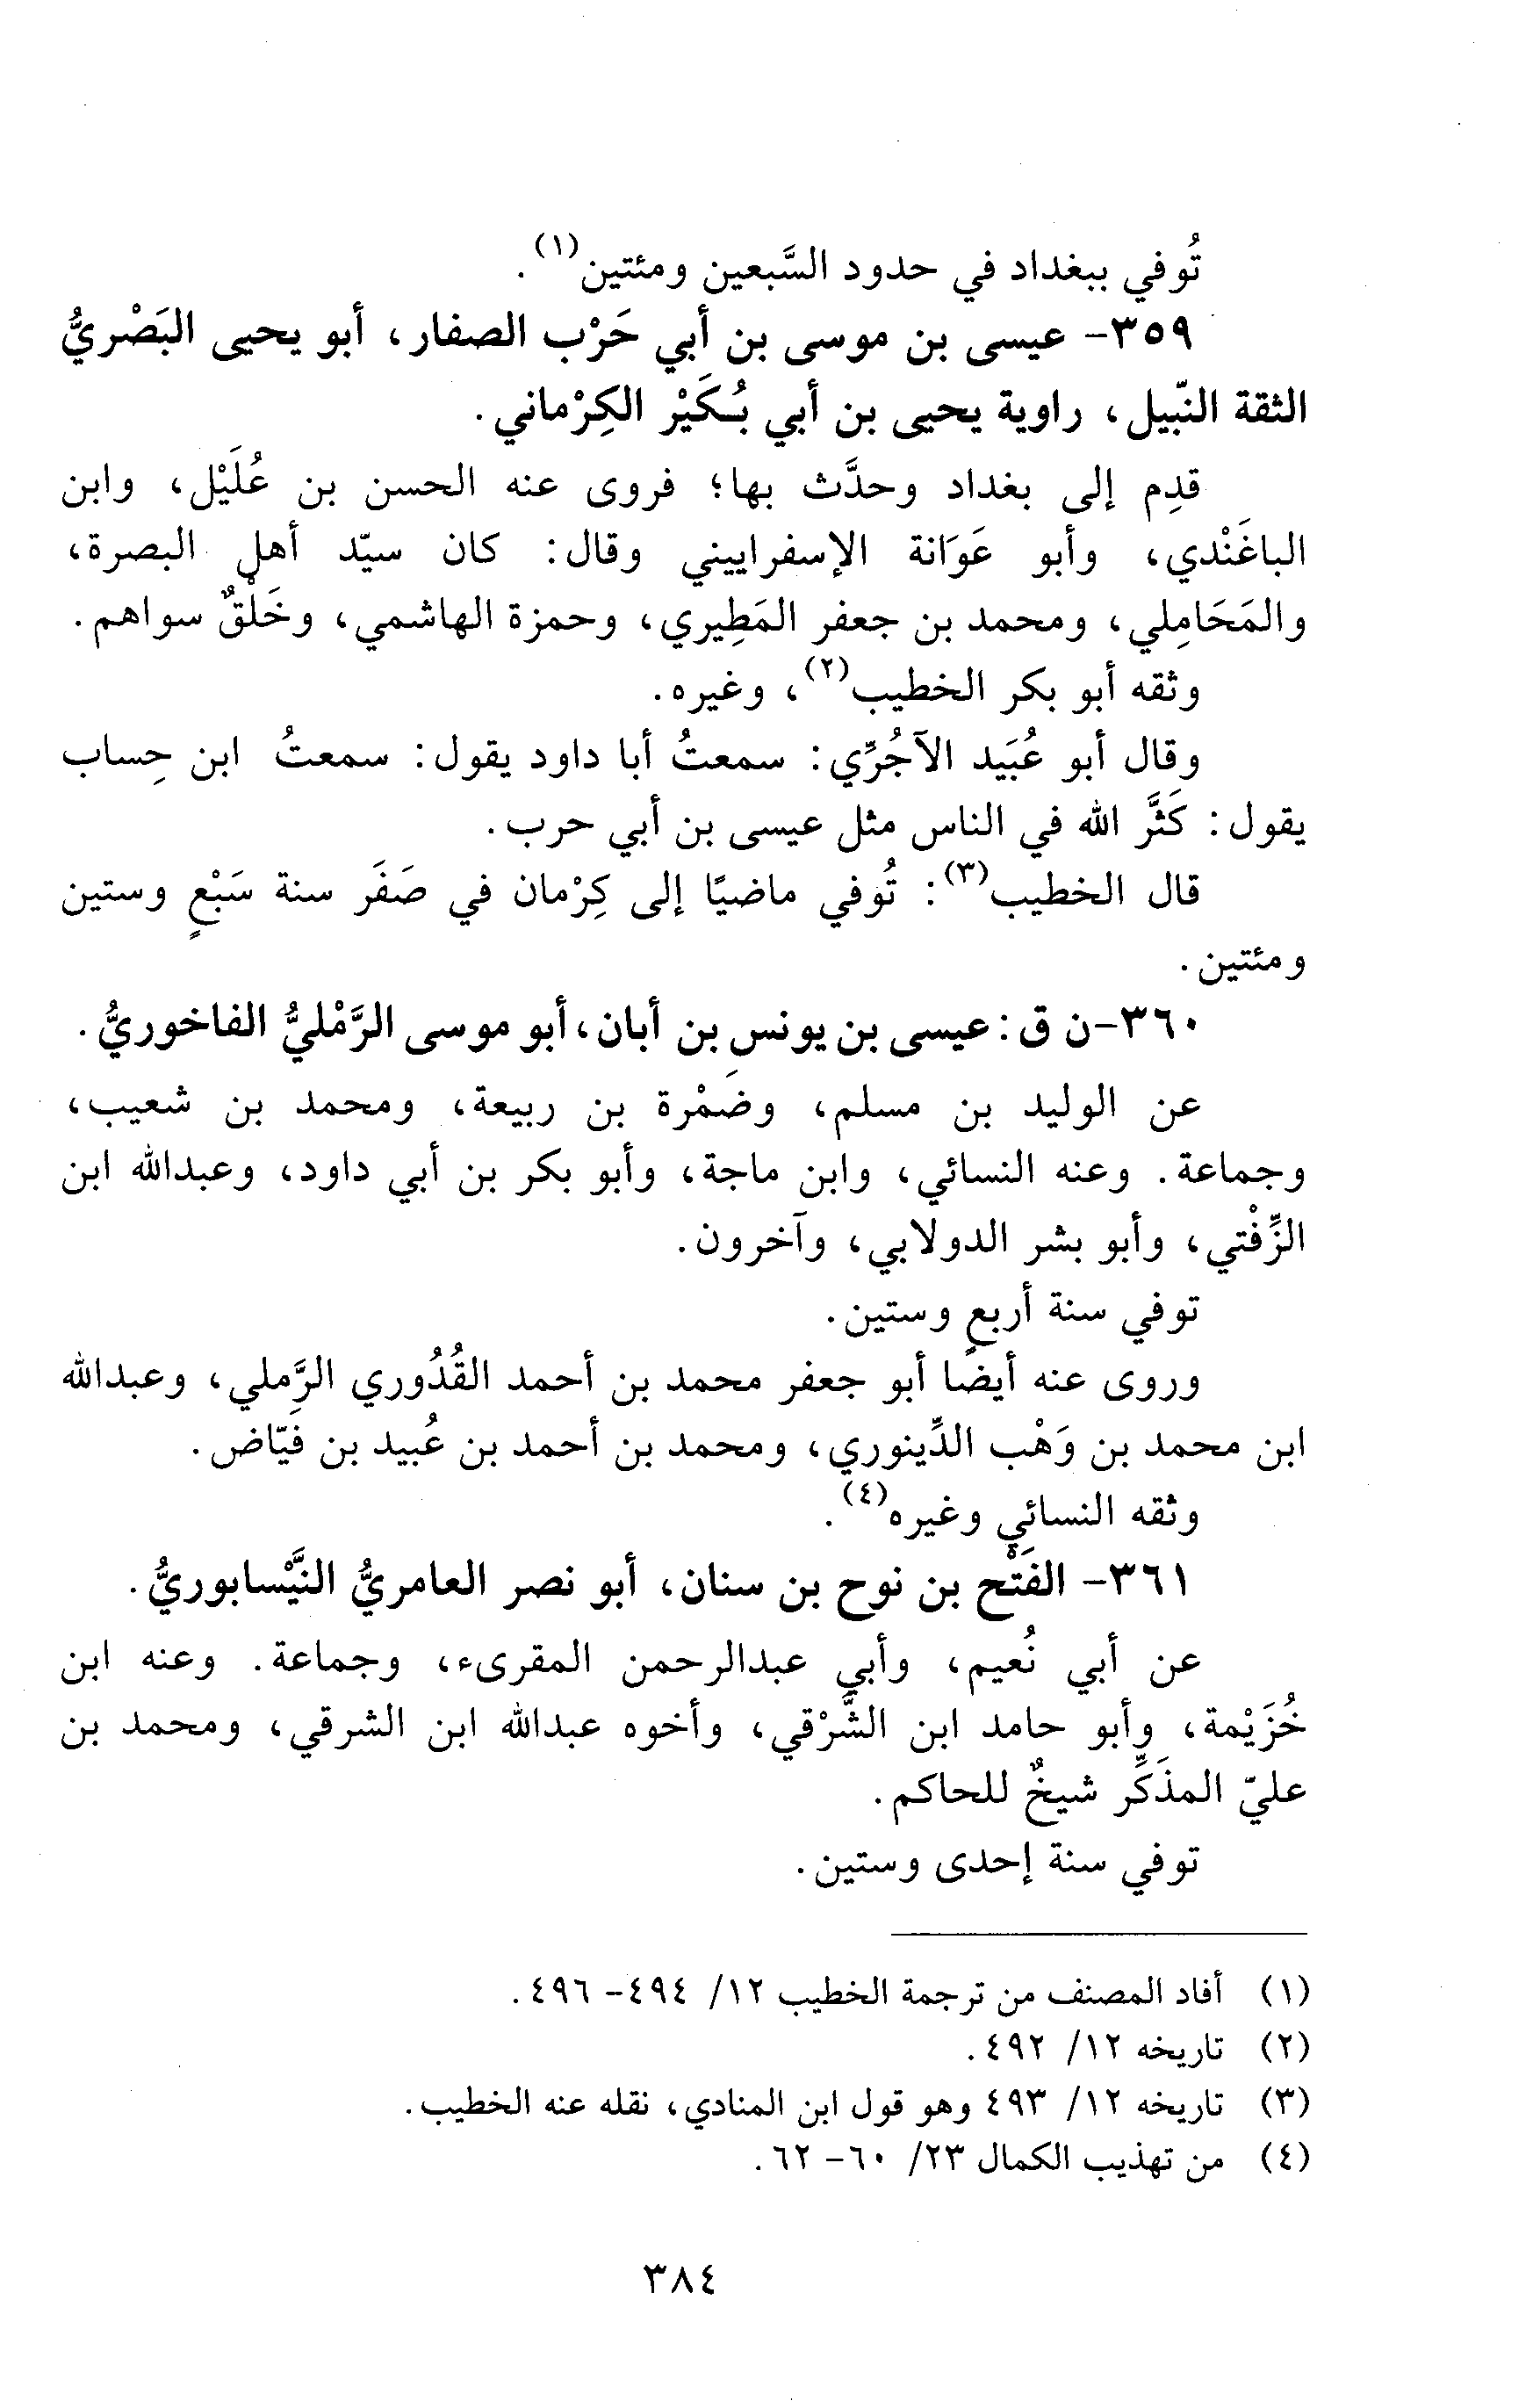 تُوفي ببغداد في حدود السَّبعين ومئتين(١).
٣٥٩- عيسى بن موسى بن أبي حَرْب الصفار، أبو يحيى البَصْريُّ
الثقة النّبيل، راوية يحيى بن أبي بُكَيْر الكِرْماني.
قدِم إلى بغداد وحدَّث بها؛ فروى عنه الحسن بن عُلَيْل، وابن
الباغَنْدي، وأبو عَوَانة الإسفراييني وقال: كان سيّد أهل البصرة،
والمَحَامِلي، ومحمد بن جعفر المَطِيري، وحمزة الهاشمي، وخَلْقٌ سواهم.
وثقه أبو بكر الخطيب(٢)، وغيره.
وقال أبو عُبَيد الآجُرِّي: سمعتُ أبا داود يقول: سمعتُ ابن حِساب
يقول: كَثَّر الله في الناس مثل عيسى بن أبي حرب.
قال الخطيب(٣): تُوفي ماضيًا إلى كِرْمان في صَفَر سنة سَبْعٍ وستين
ومئتين.
٣٦٠-ن ق: عيسى بن يونس بن أبان، أبو موسى الرَّمْليُّ الفاخوريُّ.
عن الوليد بن مسلم، وضَمْرة بن ربيعة، ومحمد بن شعيب،
وجماعة. وعنه النسائي، وابن ماجة، وأبو بكر بن أبي داود، وعبدالله ابن
الزِّفْتي، وأبو بشر الدولابي، وآخرون.
توفي سنة أربعٍ وستين.
وروى عنه أيضًا أبو جعفر محمد بن أحمد القُدُوري الرَّملي، وعبدالله
ابن محمد بن وَهْب الدِّينوري، ومحمد بن أحمد بن عُبيد بن فَيّاض.
وثقه النسائي وغيره(٤).
٣٦١- الفَتْح بن نوح بن سنان، أبو نصر العامريُّ النَّيْسابوريُّ.
عن أبي نُعيم، وأبي عبدالرحمن المقرىء، وجماعة. وعنه ابن
خُزَيْمة، وأبو حامد ابن الشَّرْقي، وأخوه عبدالله ابن الشرقي، ومحمد بن
عليّ المذَكِّر شيخٌ للحاكم.
توفي سنة إحدى وستين.
(١) أفاد المصنف من ترجمة الخطيب ١٢/ ٤٩٤- ٤٩٦.
(٢) تاريخه ١٢/ ٤٩٢.
(٣) تاريخه ١٢/ ٤٩٣ وهو قول ابن المنادي، نقله عنه الخطيب.
(٤) من تهذيب الكمال ٢٣/ ٦٠- ٦٢.
٣٨٤